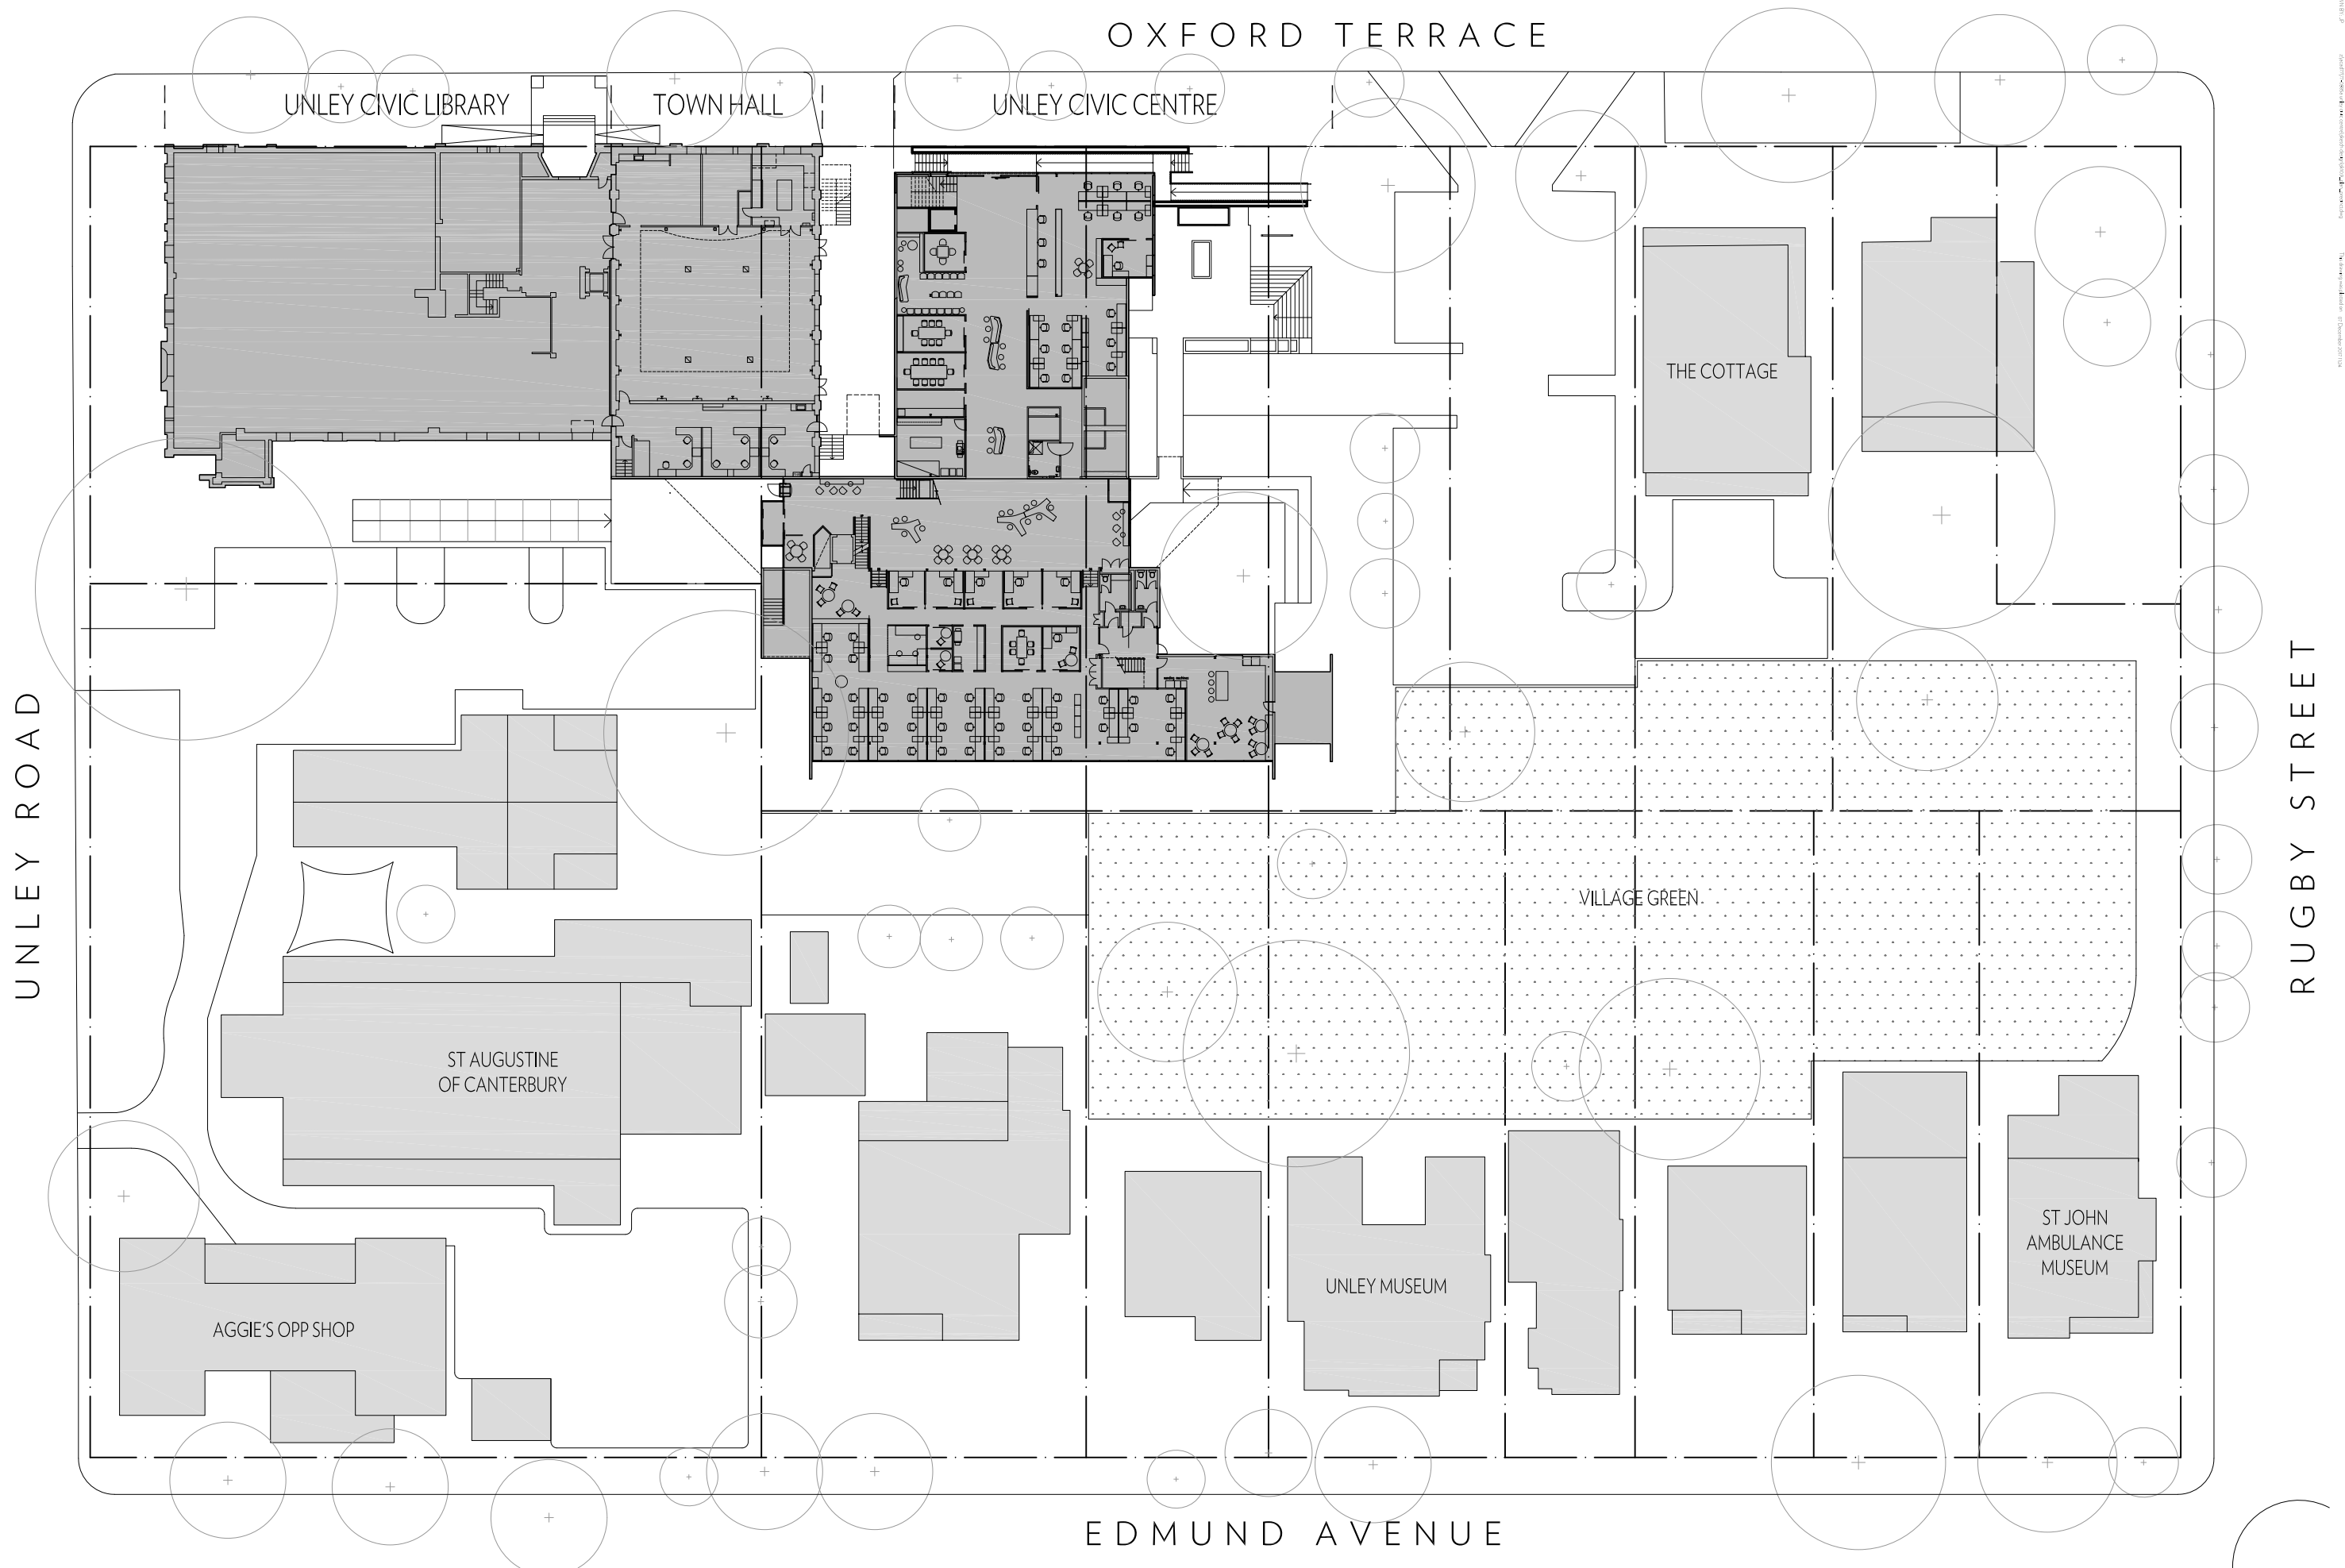 OXFORD TERRACE
UNLEY CIVIC LIBRARY
TOWN HALL
UNLEY CIVIC CENTRE
THE COTTAGE
UNLEY ROAD
RUGBY STREET
VILLAGE GREEN
ST AUGUSTINE
OF CANTERBURY
ST JOHN
AMBULANCE
MUSEUM
UNLEY MUSEUM
AGGIE'S OPP SHOP
EDMUND AVENUE